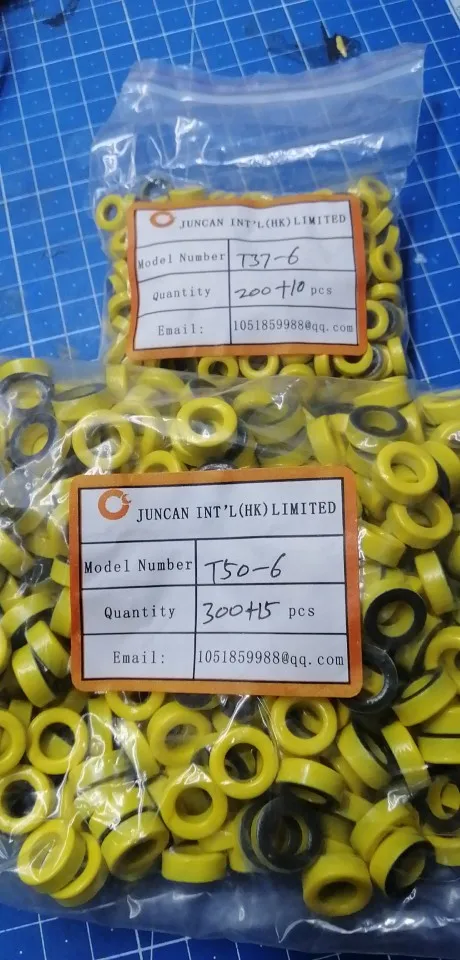 JUNCAN INT'L(HK)LIMITED
Model Number T37-6
Quantity 200+10 pcs
Email: 1051859988@qq.com
JUNCAN INT'L(HK)LIMITED
Model Number T50-6
Quantity 300+15 pcs
Email: 1051859988@qq.com